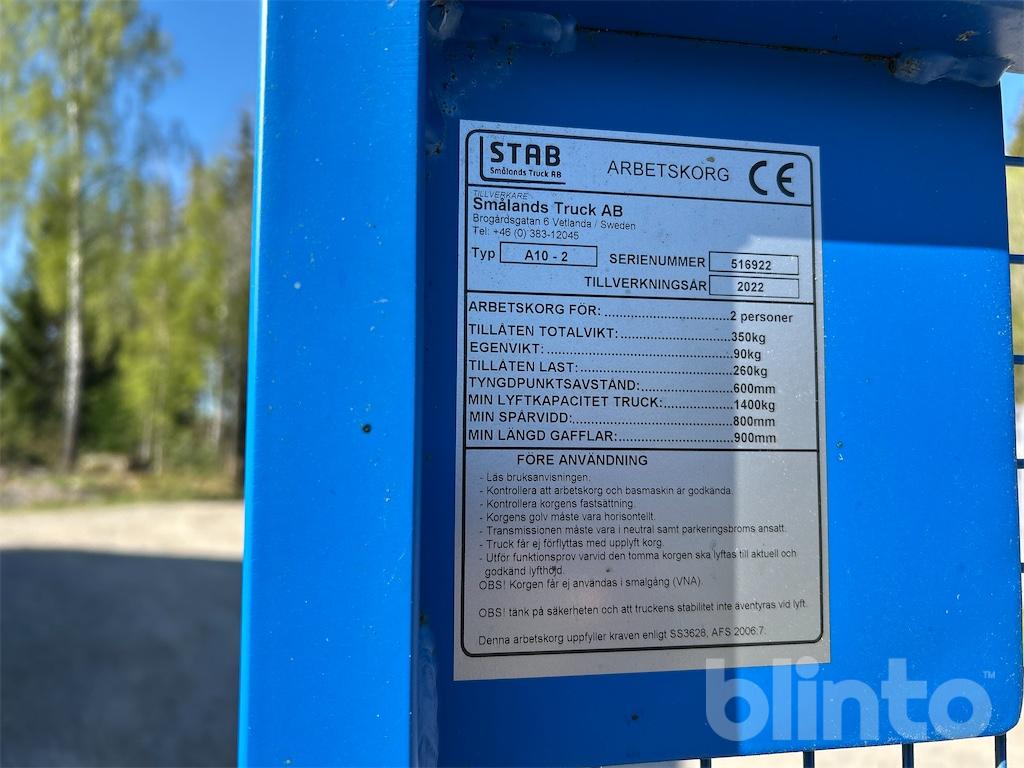 STAB
Smålands Truck AB
ARBETSKORG CE
TILLVERKARE
Smålands Truck AB
Brogårdsgatan 6 Vetlanda / Sweden
Tel: +46 (0) 383-12045
Typ A10 - 2 SERIENUMMER 516922
TILLVERKNINGSÅR 2022
ARBETSKORG FÖR:..............................2 personer
TILLÅTEN TOTALVIKT:...........................350kg
EGENVIKT:.............................................90kg
TILLÅTEN LAST:.....................................260kg
TYNGDPUNKTSAVSTÅND:......................600mm
MIN LYFTKAPACITET TRUCK:.................1400kg
MIN SPÅRVIDD:......................................800mm
MIN LÄNGD GAFFLAR:...........................900mm
FÖRE ANVÄNDNING
- Läs bruksanvisningen.
- Kontrollera att arbetskorg och basmaskin är godkända.
- Kontrollera korgens fastsättning.
- Korgens golv måste vara horisontellt.
- Transmissionen måste vara i neutral samt parkeringsbroms ansatt.
- Truck får ej förflyttas med upplyft korg.
- Utför funktionsprov varvid den tomma korgen ska lyftas till aktuell och
godkänd lyfthöjd.
OBS! Korgen får ej användas i smalgång (VNA).
OBS! tänk på säkerheten och att truckens stabilitet inte äventyras vid lyft.
Denna arbetskorg uppfyller kraven enligt SS3628, AFS 2006:7.
blinto™